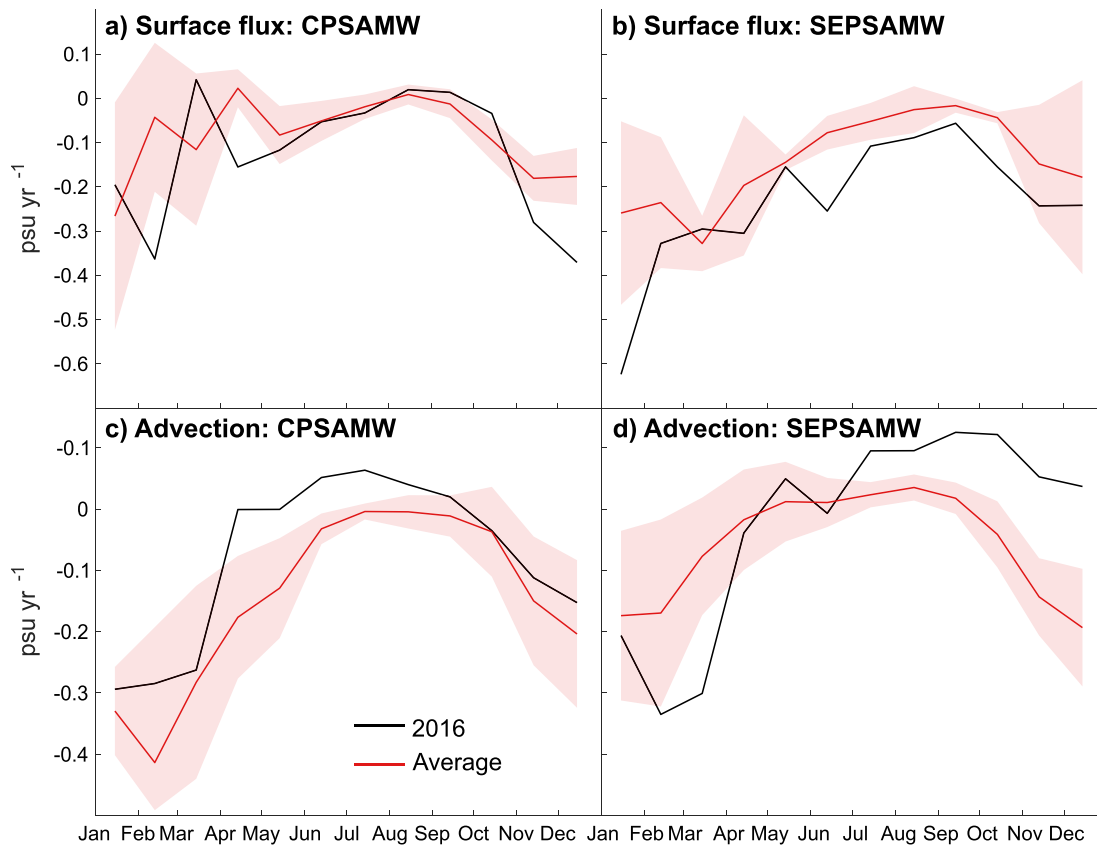 a) Surface flux: CPSAMW
b) Surface flux: SEPSAMW
0.1
0
-0.1
-0.2
-0.3
-0.4
-0.5
-0.6
psu yr -1
c) Advection: CPSAMW
d) Advection: SEPSAMW
-0.1
0
-0.1
-0.2
-0.3
-0.4
psu yr -1
2016
Average
Jan Feb Mar Apr May Jun Jul Aug Sep Oct Nov Dec Jan Feb Mar Apr May Jun Jul Aug Sep Oct Nov Dec